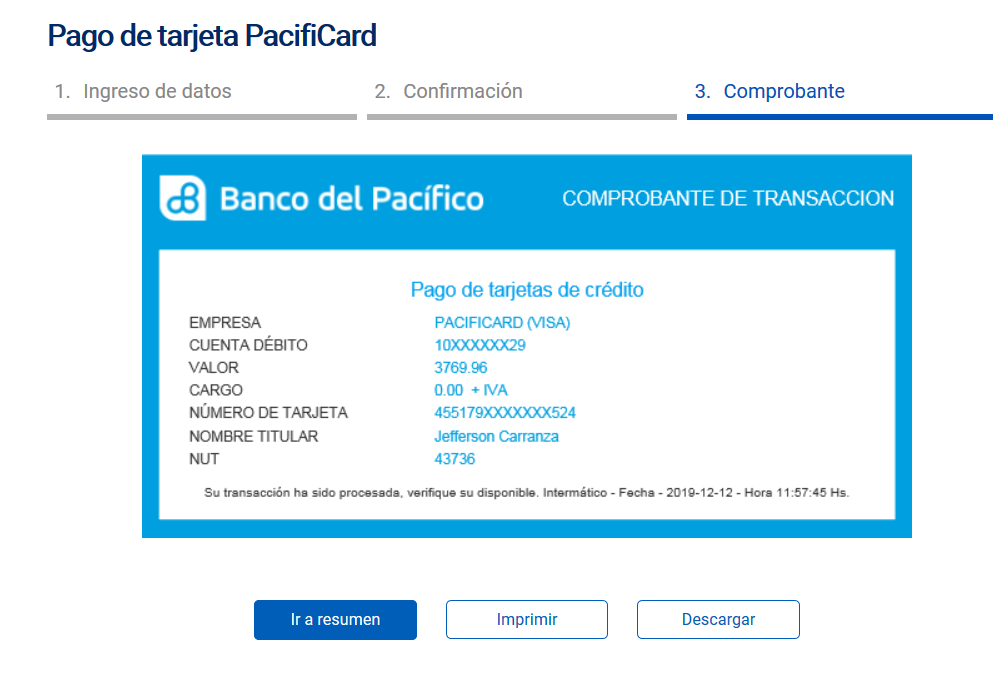 Pago de tarjeta PacifiCard
1. Ingreso de datos
2. Confirmación
3. Comprobante
Banco del Pacífico
COMPROBANTE DE TRANSACCION
Pago de tarjetas de crédito
EMPRESA PACIFICARD (VISA)
CUENTA DÉBITO 10XXXXXX29
VALOR 3769.96
CARGO 0.00 + IVA
NÚMERO DE TARJETA 455179XXXXXXX524
NOMBRE TITULAR Jefferson Carranza
NUT 43736
Su transacción ha sido procesada, verifique su disponible. Intermático - Fecha - 2019-12-12 - Hora 11:57:45 Hs.
Ir a resumen
Imprimir
Descargar